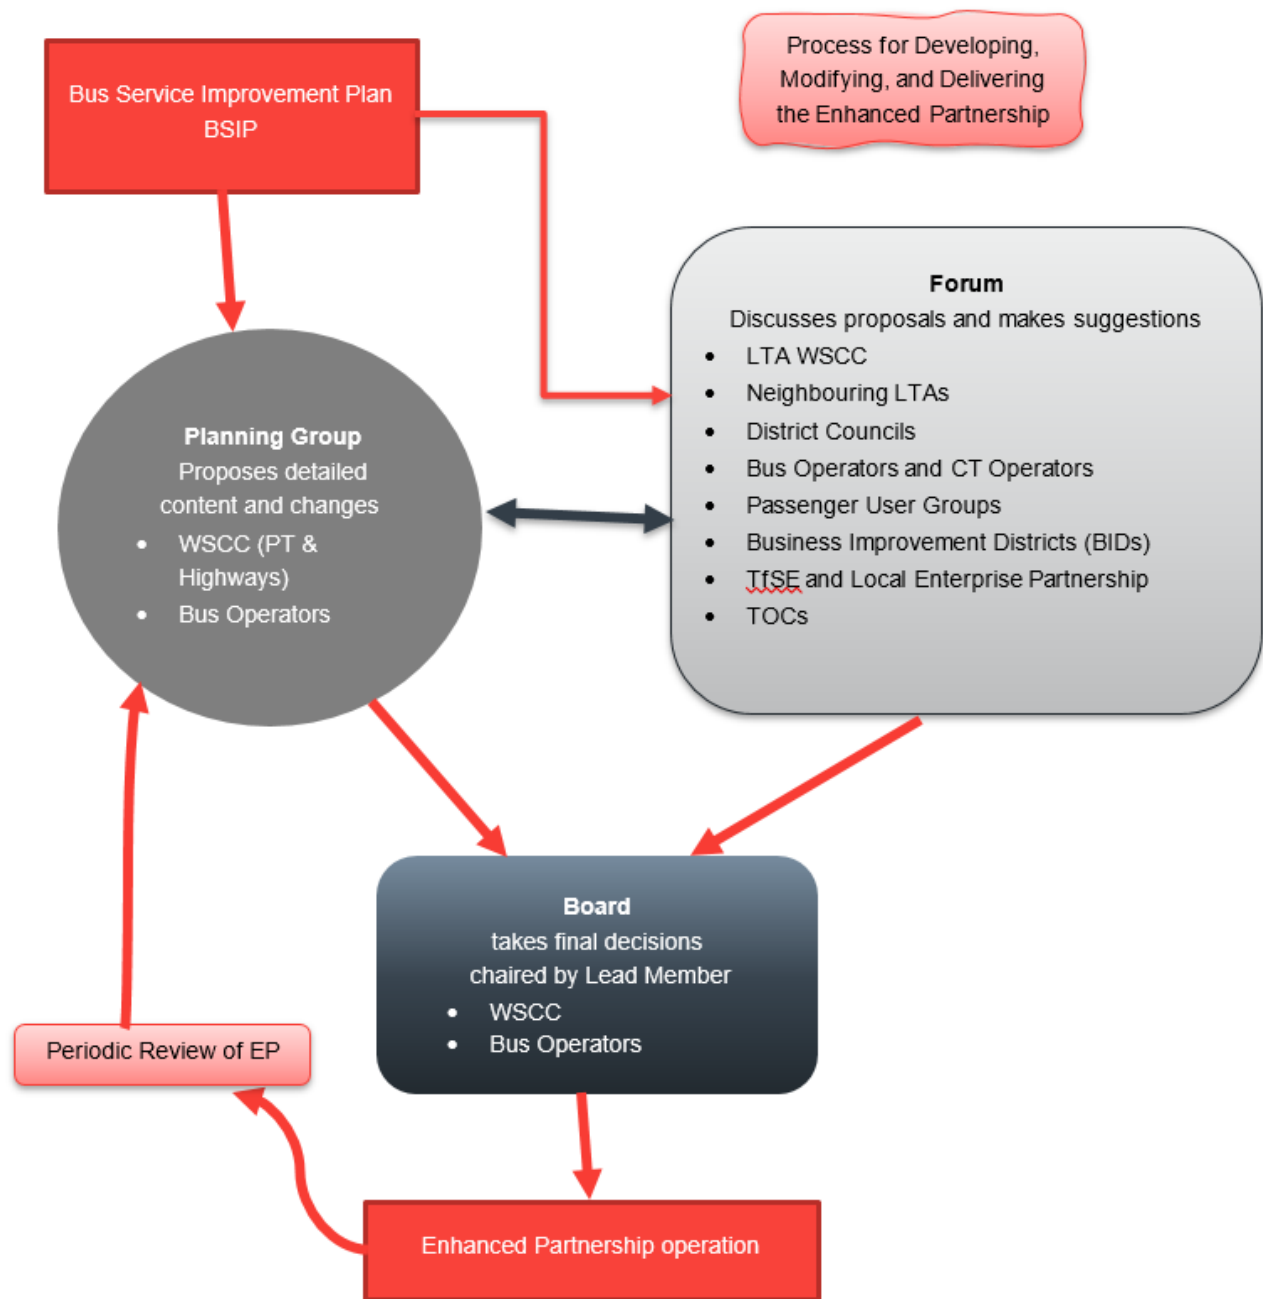 Bus Service Improvement Plan
BSIP
Process for Developing,
Modifying, and Delivering
the Enhanced Partnership
Forum
Discusses proposals and makes suggestions
• LTA WSCC
• Neighbouring LTAs
• District Councils
• Bus Operators and CT Operators
• Passenger User Groups
• Business Improvement Districts (BIDs)
• TfSE and Local Enterprise Partnership
• TOCs
Planning Group
Proposes detailed
content and changes
• WSCC (PT &
Highways)
• Bus Operators
Board
takes final decisions
chaired by Lead Member
• WSCC
• Bus Operators
Periodic Review of EP
Enhanced Partnership operation